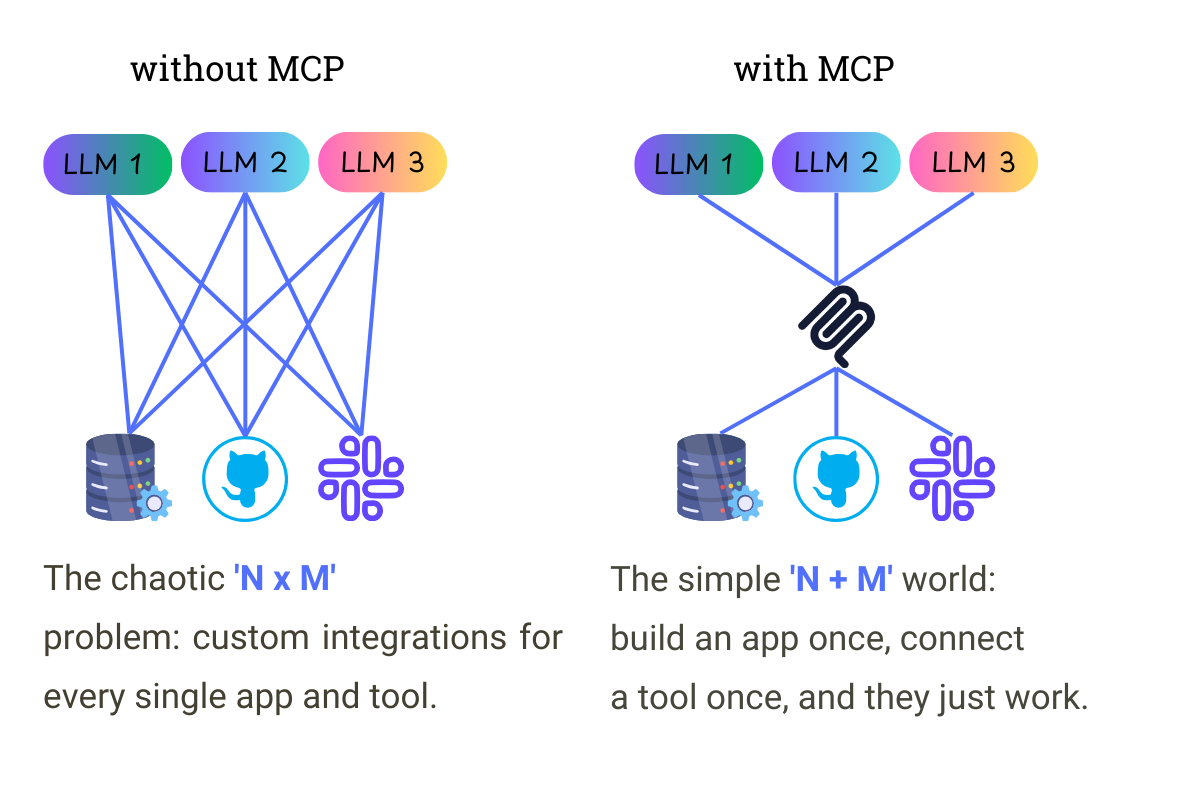 without MCP
LLM 1
LLM 2
LLM 3
The chaotic 'N x M'
problem: custom integrations for
every single app and tool.
with MCP
LLM 1
LLM 2
LLM 3
The simple 'N + M' world:
build an app once, connect
a tool once, and they just work.